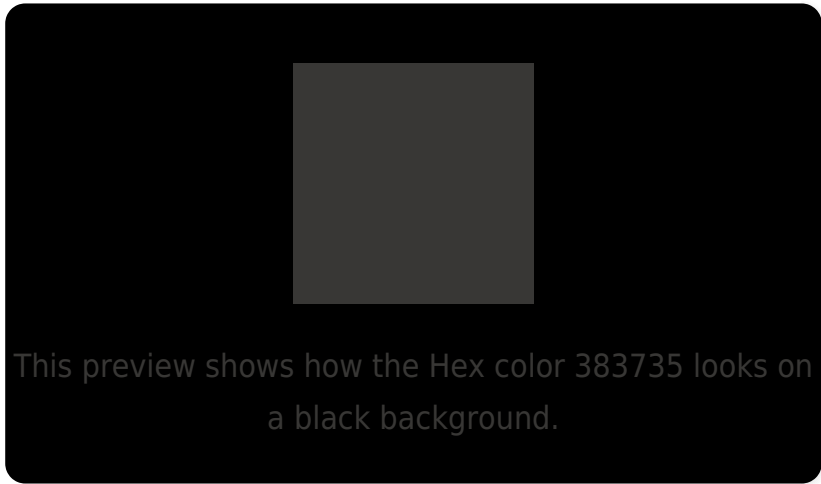 This preview shows how the Hex color 383735 looks on
a black background.